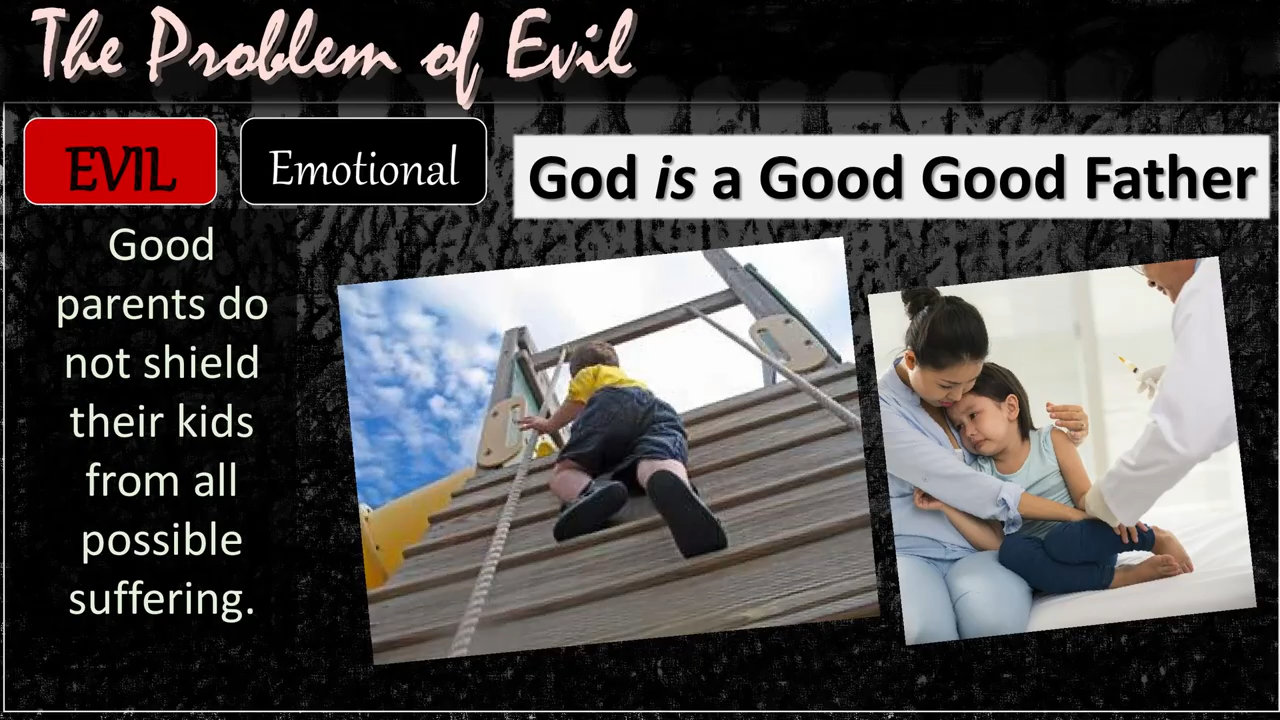 The Problem of Evil
EVIL
Emotional
God is a Good Good Father
Good
parents do
not shield
their kids
from all
possible
suffering.